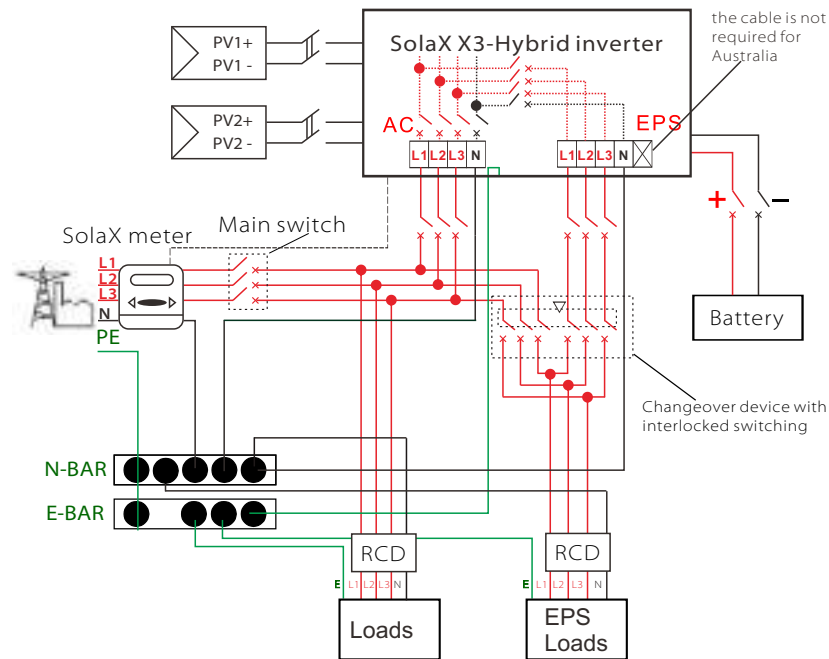 the cable is not
required for
Australia
SolaX X3-Hybrid inverter
PV1+
PV1 -
PV2+
PV2 -
AC
EPS
L1 L2 L3 N
L1 L2 L3 N
+ −
Main switch
SolaX meter
L1
L2
L3
N
PE
Battery
Changeover device with
interlocked switching
N-BAR
E-BAR
RCD
RCD
E L1 L2 L3 N
E L1 L2 L3 N
Loads
EPS
Loads